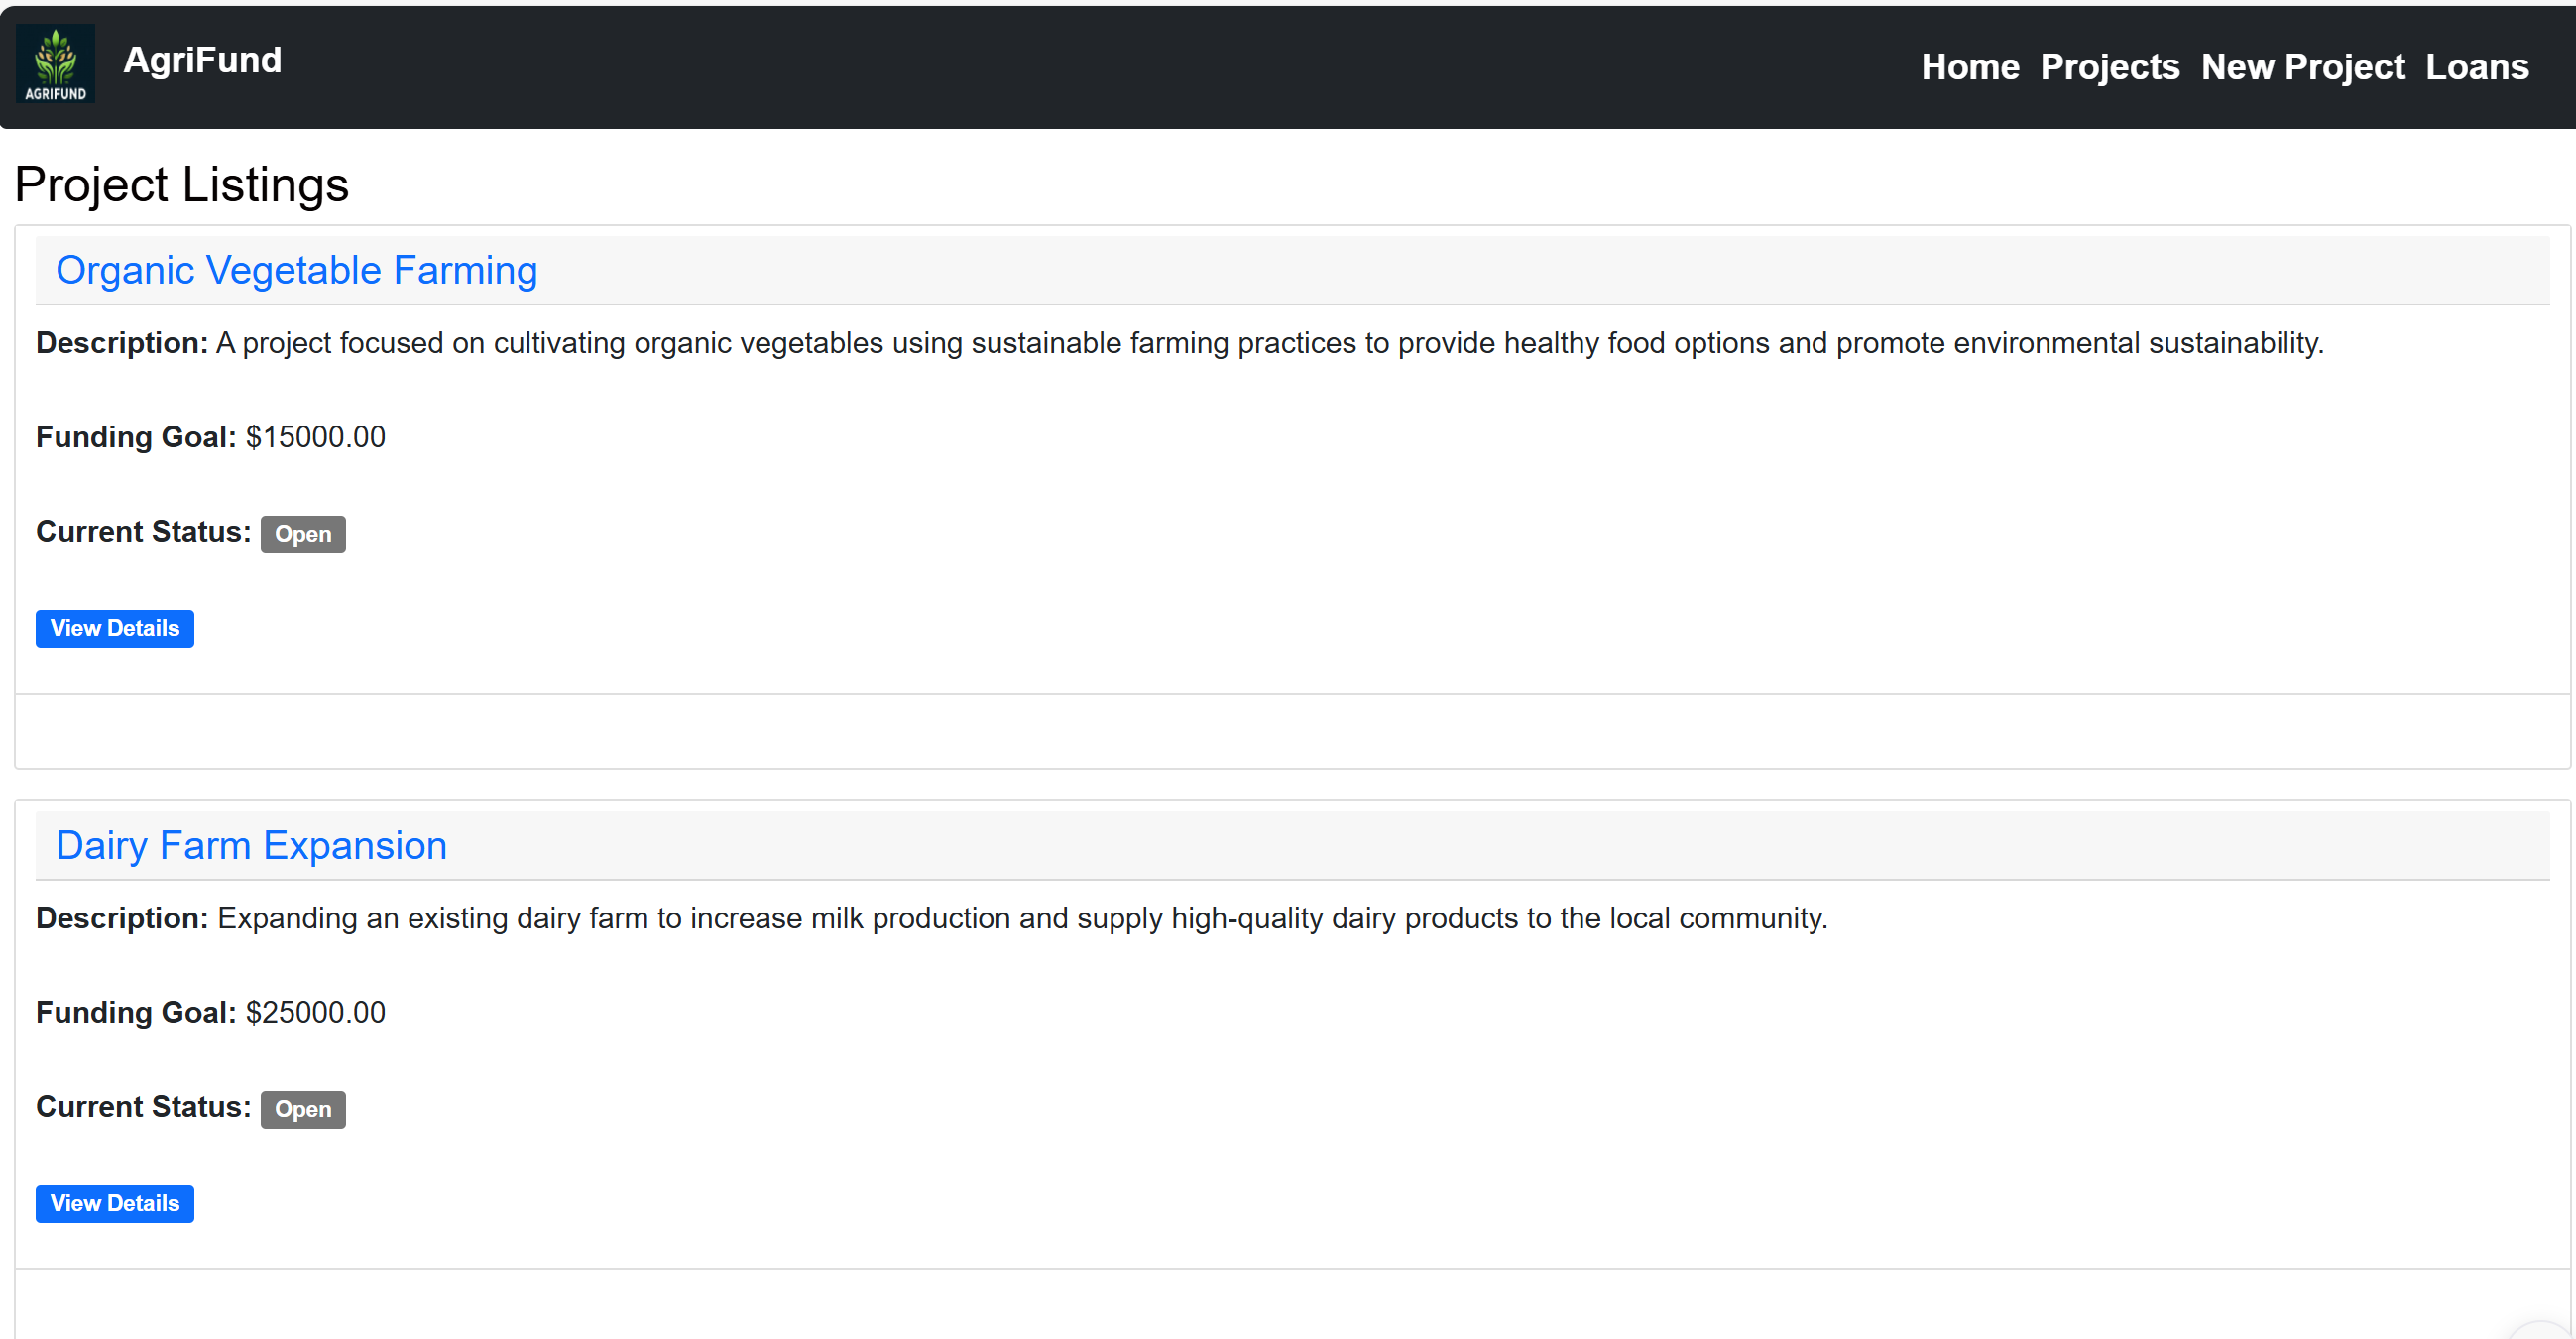 AGRIFUND
AgriFund
Home Projects New Project Loans
Project Listings
Organic Vegetable Farming
Description: A project focused on cultivating organic vegetables using sustainable farming practices to provide healthy food options and promote environmental sustainability.
Funding Goal: $15000.00
Current Status: Open
View Details
Dairy Farm Expansion
Description: Expanding an existing dairy farm to increase milk production and supply high-quality dairy products to the local community.
Funding Goal: $25000.00
Current Status: Open
View Details